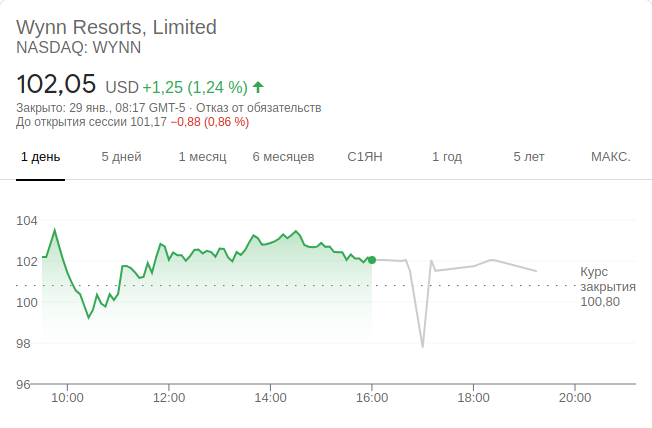 Wynn Resorts, Limited
NASDAQ: WYNN
102,05 USD +1,25 (1,24 %)
Закрыто: 29 янв., 08:17 GMT-5 · Отказ от обязательств
До открытия сессии 101,17 −0,88 (0,86 %)
1 день 5 дней 1 месяц 6 месяцев С1ЯН 1 год 5 лет МАКС.
104
102
Курс
закрытия
100,80
100
98
96
10:00 12:00 14:00 16:00 18:00 20:00